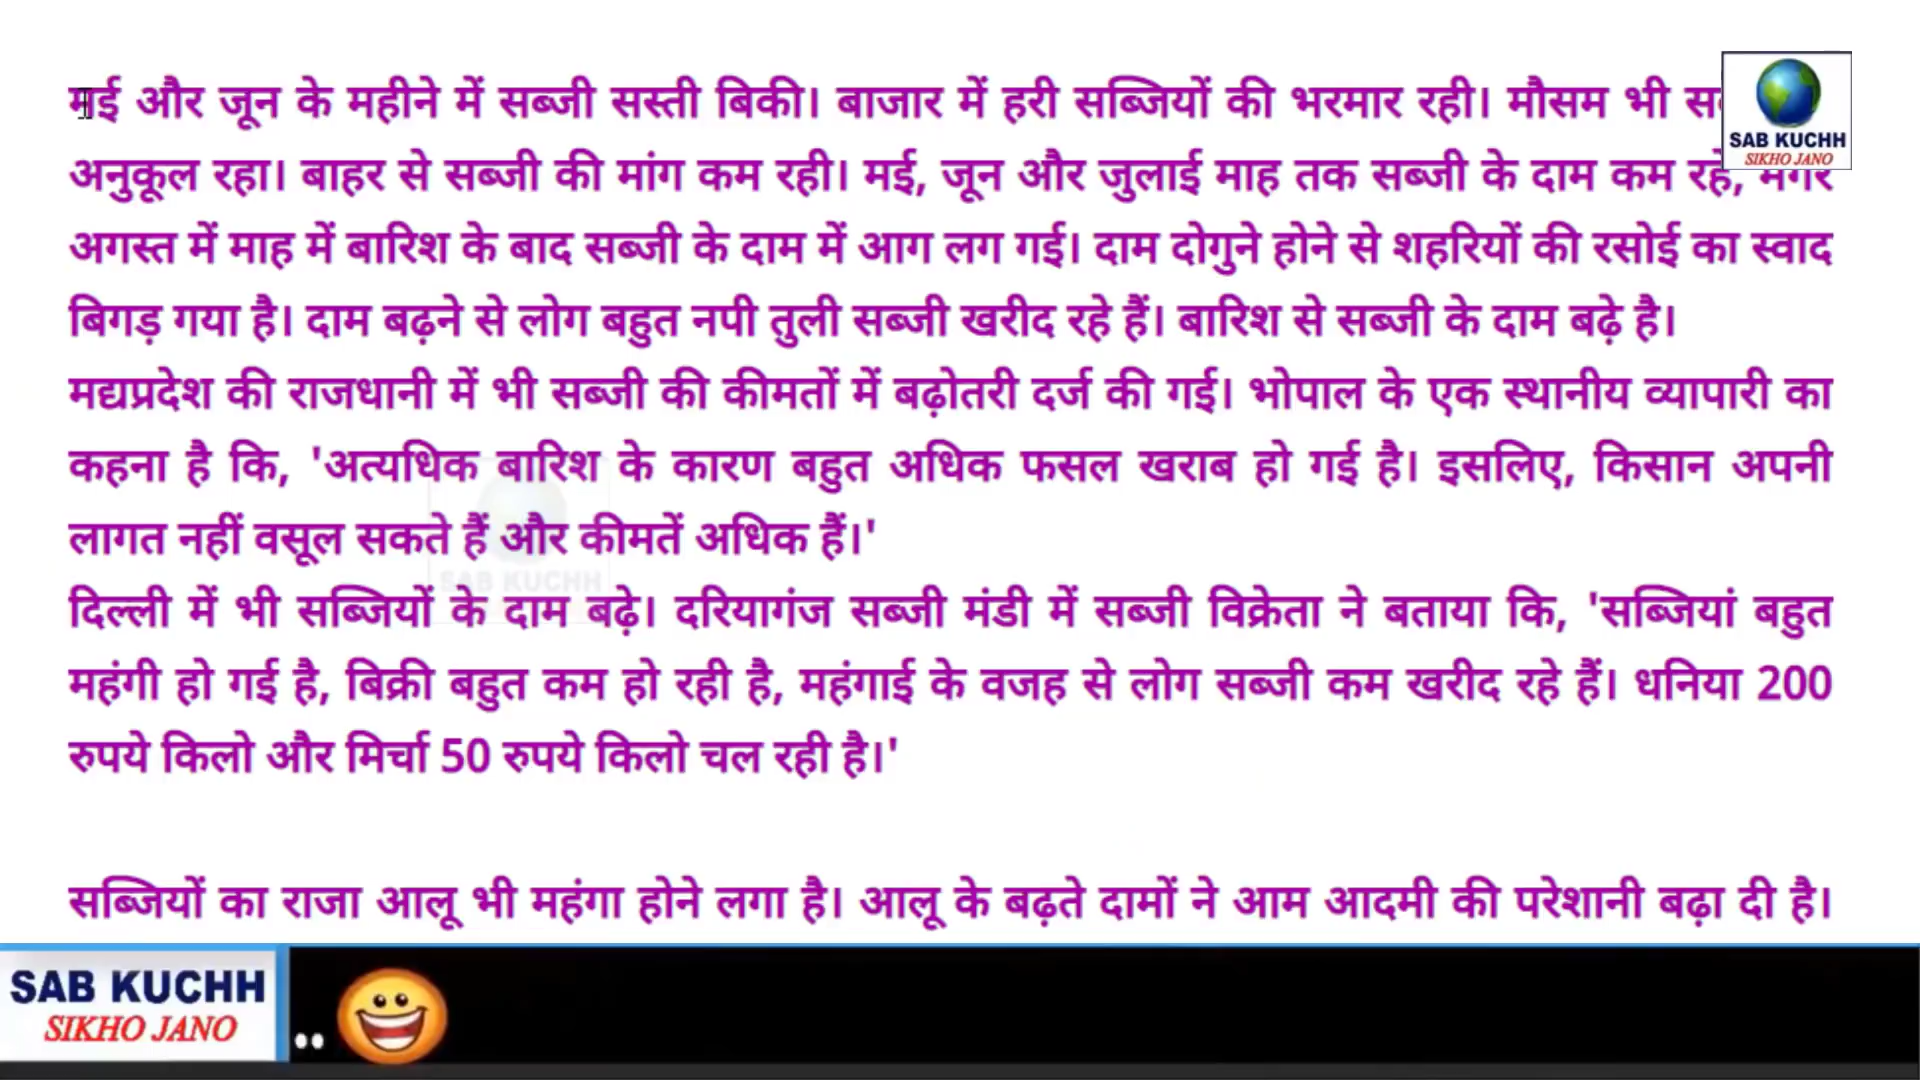 मई और जून के महीने में सब्जी सस्ती बिकी। बाजार में हरी सब्जियों की भरमार रही। मौसम भी
SAB KUCHH
SIKHO JANO
अनुकूल रहा। बाहर से सब्जी की मांग कम रही। मई, जून और जुलाई माह तक सब्जी के दाम कम रहे, मगर
अगस्त में माह में बारिश के बाद सब्जी के दाम में आग लग गई। दाम दोगुने होने से शहरियों की रसोई का स्वाद
बिगड़ गया है। दाम बढ़ने से लोग बहुत नपी तुली सब्जी खरीद रहे हैं। बारिश से सब्जी के दाम बढ़े है।
मद्यप्रदेश की राजधानी में भी सब्जी की कीमतों में बढ़ोतरी दर्ज की गई। भोपाल के एक स्थानीय व्यापारी का
कहना है कि, 'अत्यधिक बारिश के कारण बहुत अधिक फसल खराब हो गई है। इसलिए, किसान अपनी
लागत नहीं वसूल सकते हैं और कीमतें अधिक हैं।'
SAB KUCHH
दिल्ली में भी सब्जियों के दाम बढ़े। दरियागंज सब्जी मंडी में सब्जी विक्रेता ने बताया कि, 'सब्जियां बहुत
महंगी हो गई है, बिक्री बहुत कम हो रही है, महंगाई के वजह से लोग सब्जी कम खरीद रहे हैं। धनिया 200
रुपये किलो और मिर्चा 50 रुपये किलो चल रही है।'
सब्जियों का राजा आलू भी महंगा होने लगा है। आलू के बढ़ते दामों ने आम आदमी की परेशानी बढ़ा दी है।
SAB KUCHH
SIKHO JANO
..